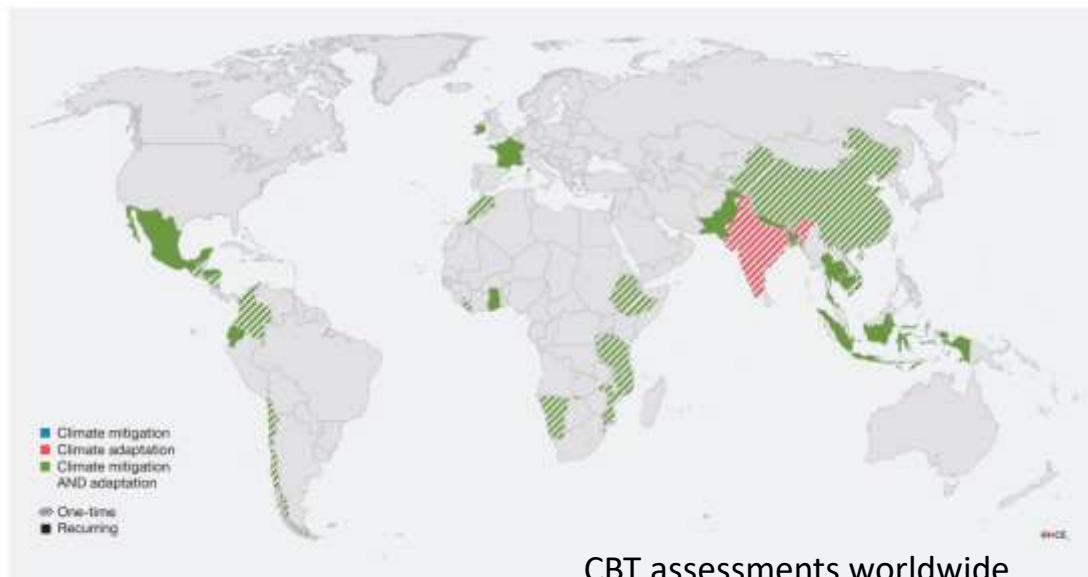 Climate mitigation
Climate adaptation
Climate mitigation
AND adaptation
One-time
Recurring
CBT assessments worldwide